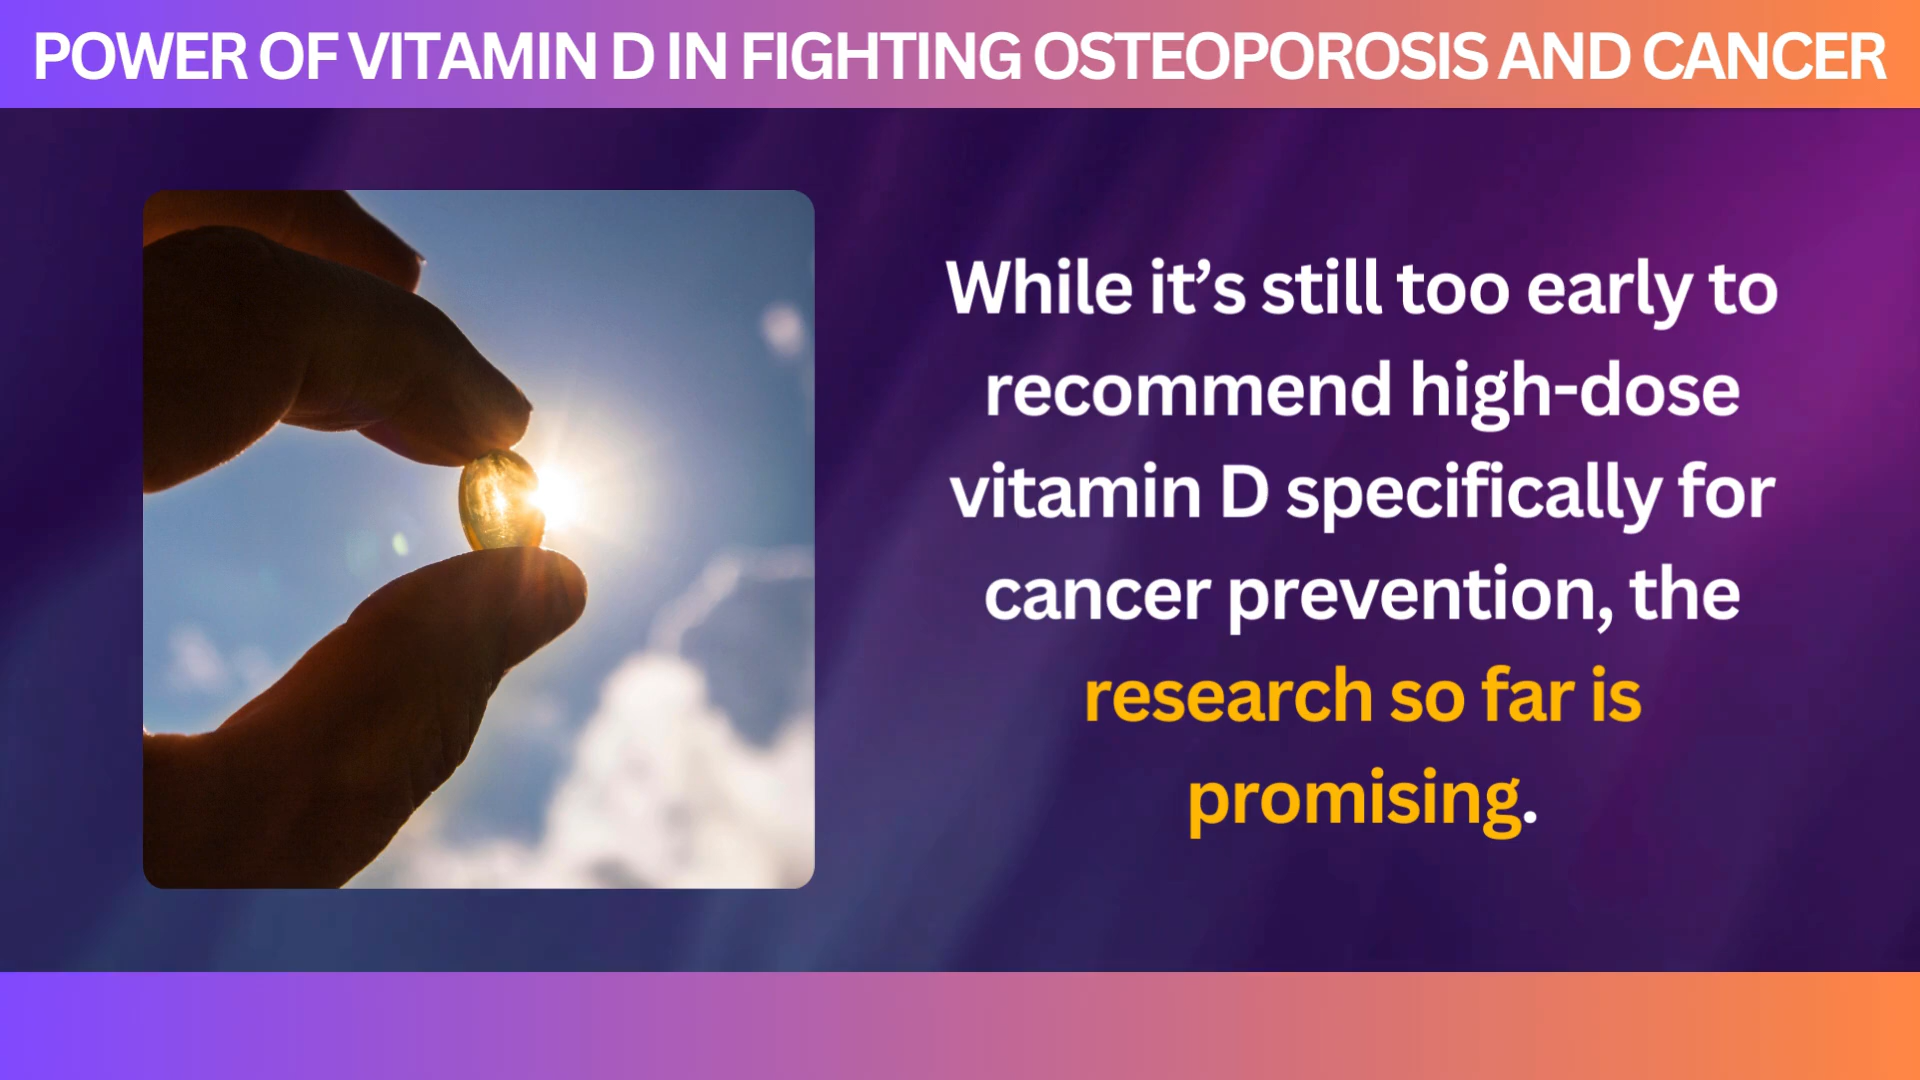 POWER OF VITAMIN D IN FIGHTING OSTEOPOROSIS AND CANCER
While it’s still too early to
recommend high-dose
vitamin D specifically for
cancer prevention, the
research so far is
promising.